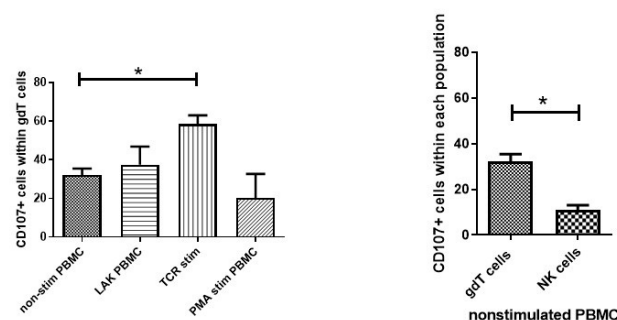 CD107+ cells within gdT cells
80
60
40
20
0
*
non-stim PBMC
LAK PBMC
TCR stim
PMA stim PBMC
CD107+ cells within each population
80
60
40
20
0
*
gdT cells
NK cells
nonstimulated PBMC